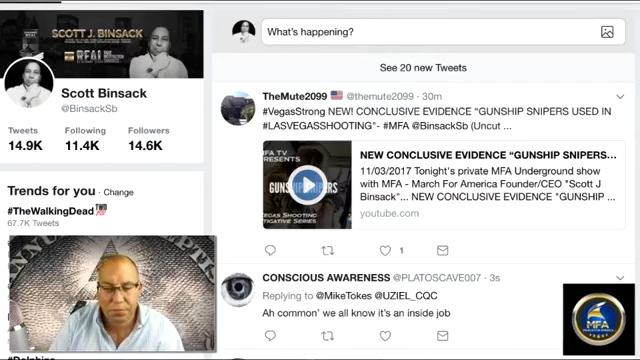 SCOTT J. BINSACK
REAL
Scott Binsack
@BinsackSb
Tweets
Following
Followers
14.9K
11.4K
14.6K
Trends for you · Change
#TheWalkingDead
67.7K Tweets
What's happening?
See 20 new Tweets
TheMute2099 @themute2099 · 30m
#VegasStrong NEW! CONCLUSIVE EVIDENCE “GUNSHIP SNIPERS USED IN
#LASVEGASSHOOTING"- #MFA @BinsackSb (Uncut ...
MFA TV
PRESENTS
VEGAS SHOOTING
NEW CONCLUSIVE EVIDENCE “GUNSHIP SNIPERS...
11/03/2017 Tonight's private MFA Underground show
with MFA - March For America Founder/CEO "Scott J
Binsack"... NEW CONCLUSIVE EVIDENCE "GUNSHIP ...
youtube.com
1
CONSCIOUS AWARENESS @PLATOSCAVE007 · 3s
Replying to @MikeTokes @UZIEL_CQC
Ah common' we all know it's an inside job
MFA